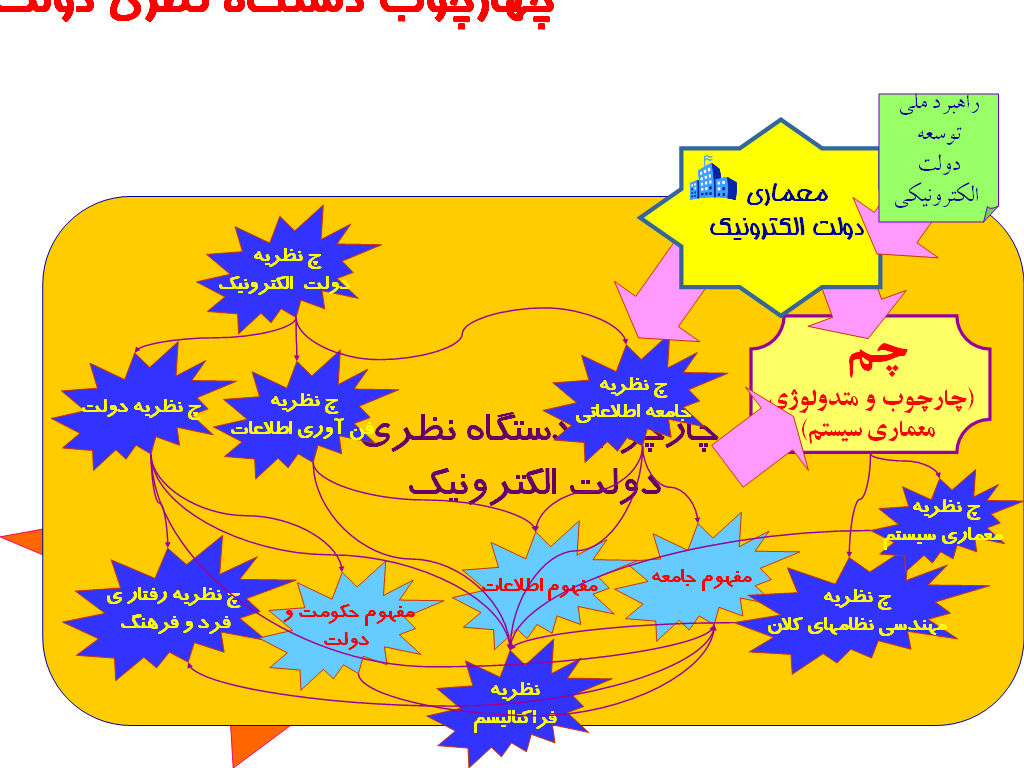 چهارچوب دستگاه نظری دولت
راهبرد ملی
توسعه
دولت
الکترونیکی
معماری
دولت الکترونیک
چ نظریه
دولت الکترونیک
چم
(چارچوب و متدولوژی
معماری سیستم)
چ نظریه
جامعه اطلاعاتی
چ نظریه
فن آوری اطلاعات
چ نظریه دولت
دستگاه نظری
دولت الکترونیک
چ نظریه
معماری سیستم
مفهوم جامعه
مفهوم اطلاعات
چ نظریه
مهندسی نظامهای کلان
چ نظریه رفتاری
فرد و فرهنگ
مفهوم حکومت و
دولت
نظریه
فراکتالیسم